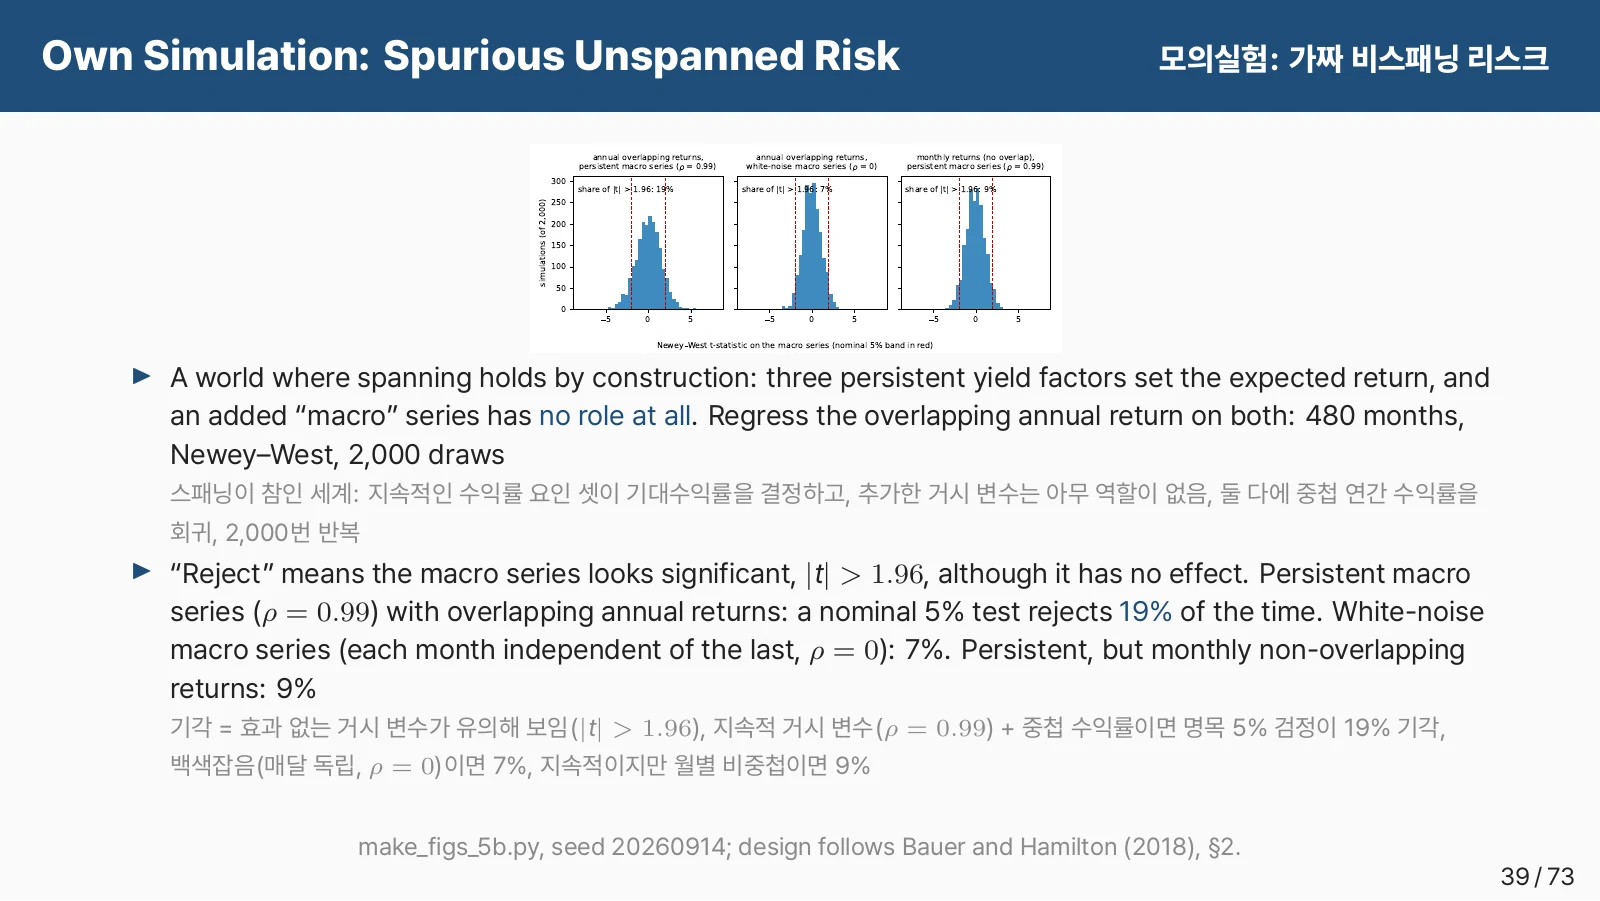 Own Simulation: Spurious Unspanned Risk
모의실험: 가짜 비스패닝 리스크
annual overlapping returns,
persistent macro series (ρ = 0.99)
share of |t| > 1.96: 19%
annual overlapping returns,
white-noise macro series (ρ = 0)
share of |t| > 1.96: 7%
monthly returns (no overlap),
persistent macro series (ρ = 0.99)
share of |t| > 1.96: 9%
simulations (of 2,000)
300
250
200
150
100
50
0
−5 0 5
−5 0 5
−5 0 5
Newey–West t-statistic on the macro series (nominal 5% band in red)
▶ A world where spanning holds by construction: three persistent yield factors set the expected return, and
an added “macro” series has no role at all. Regress the overlapping annual return on both: 480 months,
Newey–West, 2,000 draws
스패닝이 참인 세계: 지속적인 수익률 요인 셋이 기대수익률을 결정하고, 추가한 거시 변수는 아무 역할이 없음, 둘 다에 중첩 연간 수익률을
회귀, 2,000번 반복
▶ “Reject” means the macro series looks significant, |t| > 1.96, although it has no effect. Persistent macro
series (ρ = 0.99) with overlapping annual returns: a nominal 5% test rejects 19% of the time. White-noise
macro series (each month independent of the last, ρ = 0): 7%. Persistent, but monthly non-overlapping
returns: 9%
기각 = 효과 없는 거시 변수가 유의해 보임(|t| > 1.96), 지속적 거시 변수(ρ = 0.99) + 중첩 수익률이면 명목 5% 검정이 19% 기각,
백색잡음(매달 독립, ρ = 0)이면 7%, 지속적이지만 월별 비중첩이면 9%
make_figs_5b.py, seed 20260914; design follows Bauer and Hamilton (2018), §2.
39 / 73